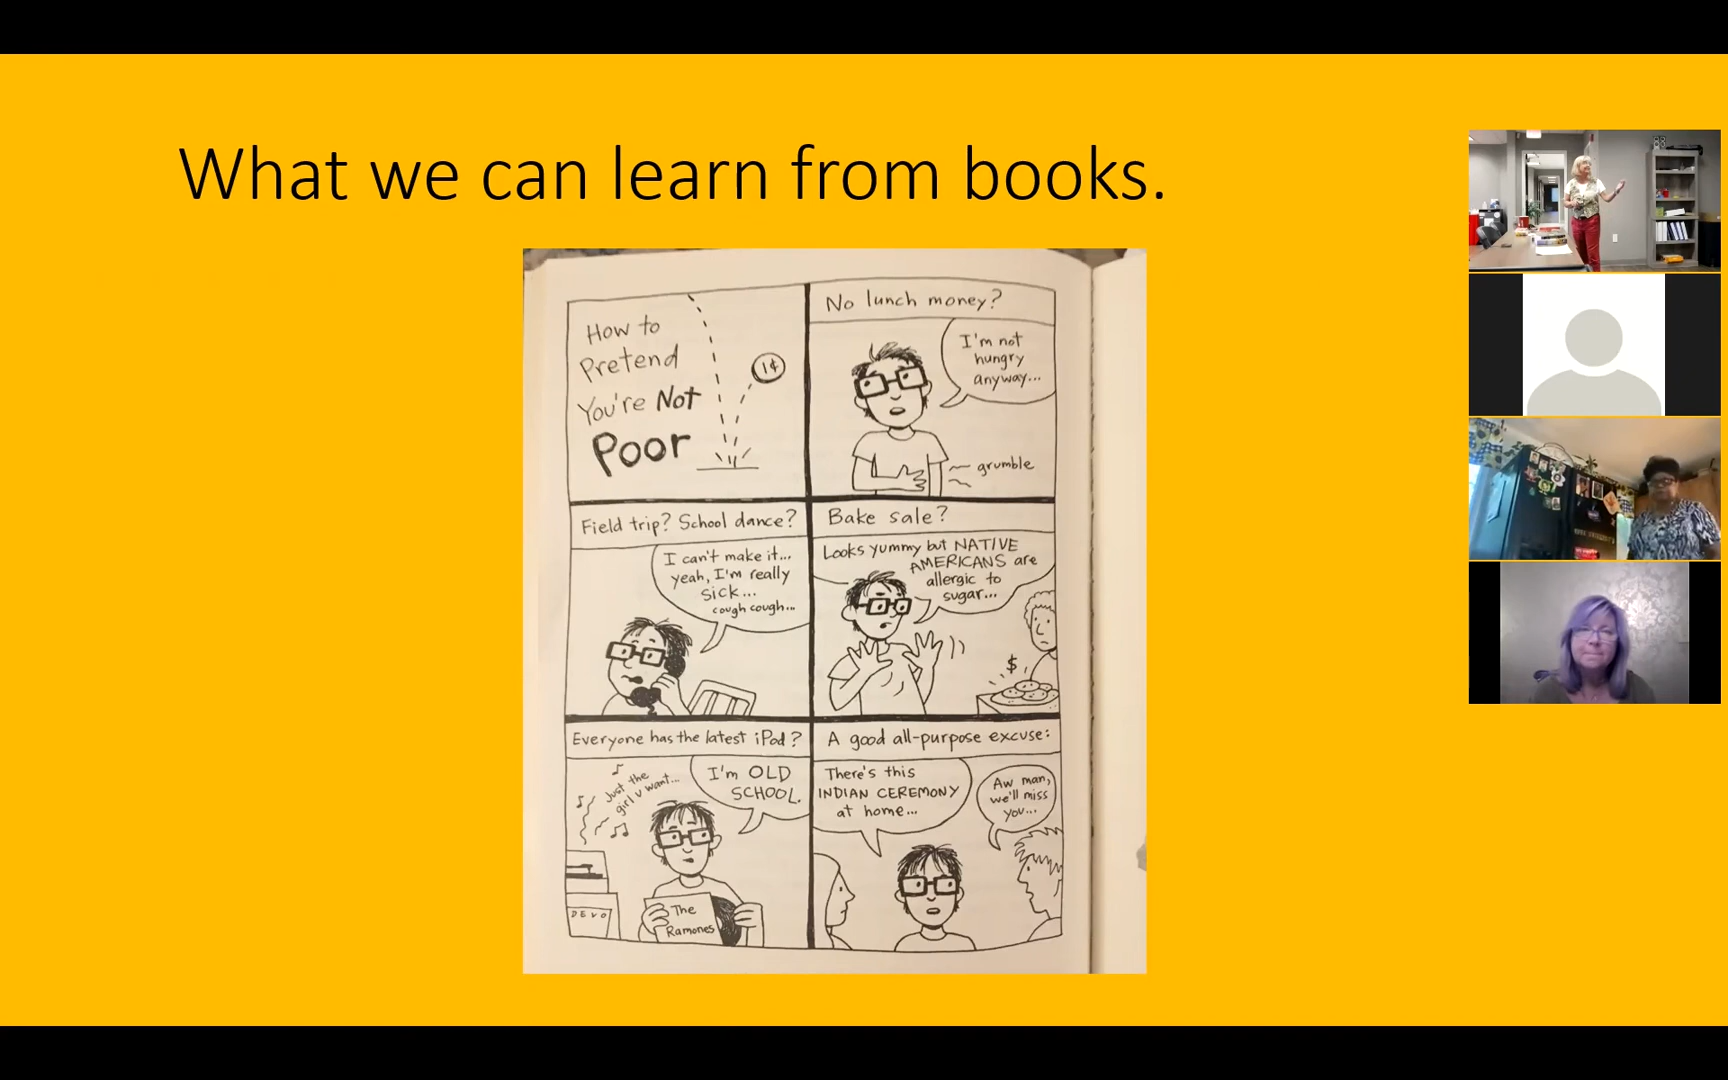 What we can learn from books.
How to
Pretend
You're Not
Poor
1¢
No lunch money?
I'm not
hungry
anyway...
grumble
Field trip? School dance?
I can't make it...
yeah, I'm really
sick...
cough cough...
Bake sale?
Looks yummy but NATIVE
AMERICANS are
allergic to
sugar...
$
Everyone has the latest iPod?
Just the
girl u want...
I'm OLD
SCHOOL.
DEVO
The
Ramones
A good all-purpose excuse:
There's this
INDIAN CEREMONY
at home...
Aw man,
we'll miss
you...